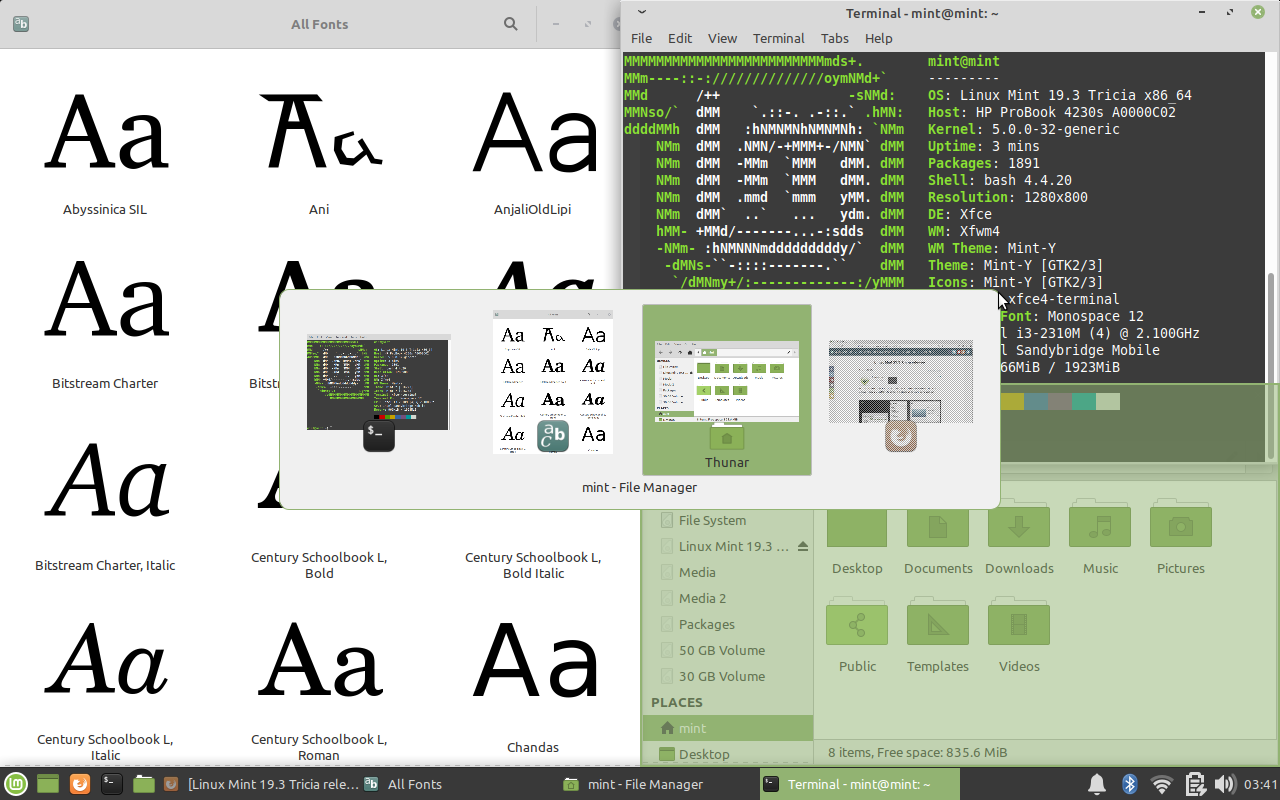 All Fonts
Aa Aa Aa
Abyssinica SIL
Ani
AnjaliOldLipi
Aa
Bitstream Charter
Aa
Bitstream Charter, Italic
Century Schoolbook L,
Bold
Century Schoolbook L,
Bold Italic
Aa Aa Aa
Century Schoolbook L,
Italic
Century Schoolbook L,
Roman
Chandas
Terminal - mint@mint: ~
File Edit View Terminal Tabs Help
MMMMMMMMMMMMMMMMMMMMMMMMMmds+. mint@mint
MMm----::-://////////////oymNMd+` ---------
MMd /++ -sNMd: OS: Linux Mint 19.3 Tricia x86_64
MMNso/` dMM `.::-. .-::.` .hMN: Host: HP ProBook 4230s A0000C02
ddddMMh dMM :hNMNMNhNMNMNh: `NMm Kernel: 5.0.0-32-generic
NMm dMM .NMN/-+MMM+-/NMN` dMM Uptime: 3 mins
NMm dMM -MMm `MMM dMM. dMM Packages: 1891
NMm dMM -MMm `MMM dMM. dMM Shell: bash 4.4.20
NMm dMM .mmd `mmm yMM. dMM Resolution: 1280x800
NMm dMM` ..` ... ydm. dMM DE: Xfce
hMM- +MMd/-------...-:sdds dMM WM: Xfwm4
-NMm- :hNMNNNmdddddddddy/` dMM WM Theme: Mint-Y
-dMNs-``-::::-------.`` dMM Theme: Mint-Y [GTK2/3]
`/dMNmy+/:-------------:/yMMM Icons: Mint-Y [GTK2/3]
xfce4-terminal
Font: Monospace 12
l i3-2310M (4) @ 2.100GHz
l Sandybridge Mobile
66MiB / 1923MiB
Thunar
mint - File Manager
File System
Linux Mint 19.3 ...
Media
Media 2
Packages
50 GB Volume
30 GB Volume
PLACES
mint
Desktop
Desktop Documents Downloads Music Pictures
Public Templates Videos
8 items, Free space: 835.6 MiB
[Linux Mint 19.3 Tricia rele...
All Fonts
mint - File Manager
Terminal - mint@mint: ~
03:41